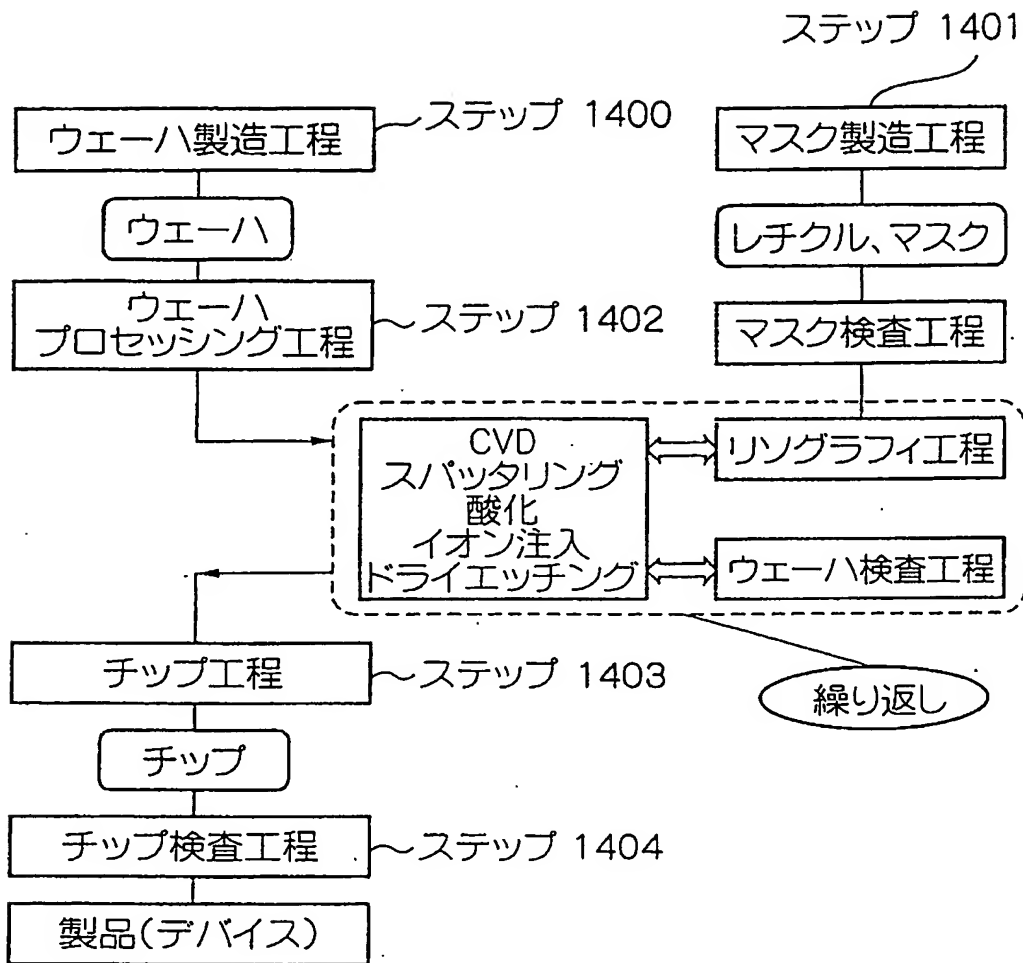 ステップ 1401
ウェーハ製造工程
ステップ 1400
マスク製造工程
ウェーハ
レチクル、マスク
ウェーハ
プロセッシング工程
ステップ 1402
マスク検査工程
CVD
スパッタリング
酸化
イオン注入
ドライエッチング
リソグラフィ工程
ウェーハ検査工程
チップ工程
ステップ 1403
繰り返し
チップ
チップ検査工程
ステップ 1404
製品(デバイス)